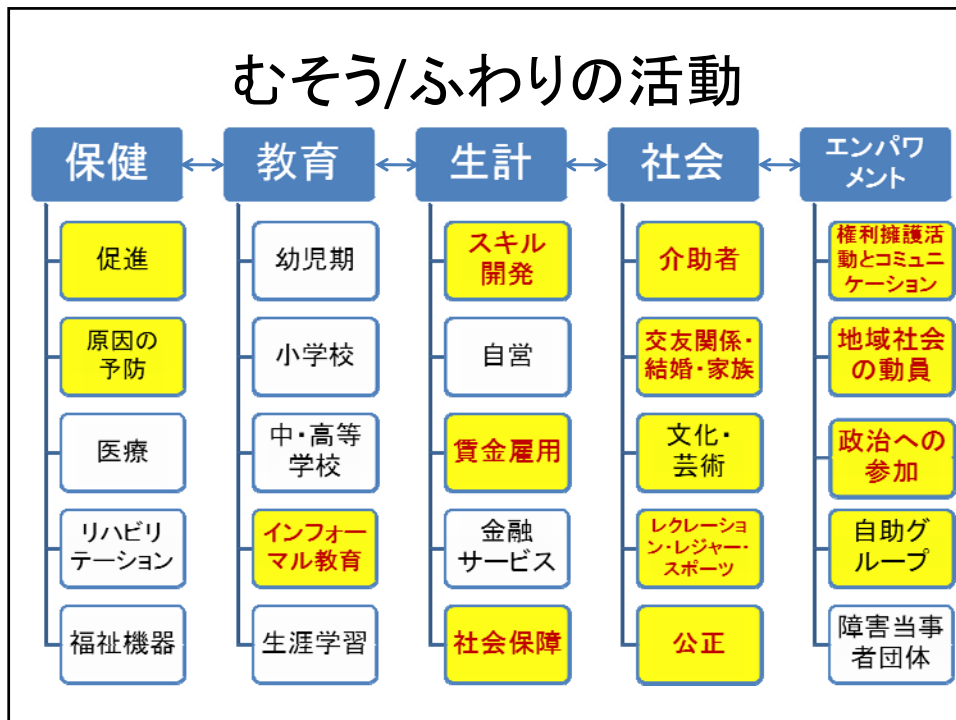 むそう/ふわりの活動
保健
教育
生計
社会
エンパワ
メント
促進
原因の
予防
医療
リハビリ
テーション
福祉機器
幼児期
小学校
中・高等
学校
インフォー
マル教育
生涯学習
スキル
開発
自営
賃金雇用
金融
サービス
社会保障
介助者
交友関係・
結婚・家族
文化・
芸術
レクレーショ
ン・レジャー・
スポーツ
公正
権利擁護活
動とコミュニ
ケーション
地域社会
の動員
政治への
参加
自助グ
ループ
障害当事
者団体